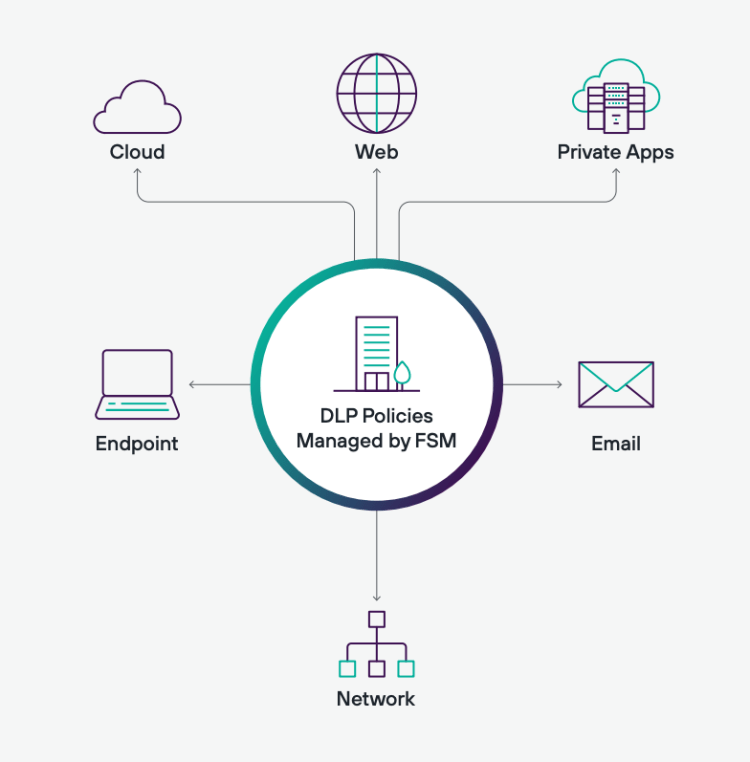 Cloud
Web
Private Apps
Endpoint
DLP Policies
Managed by FSM
Email
Network